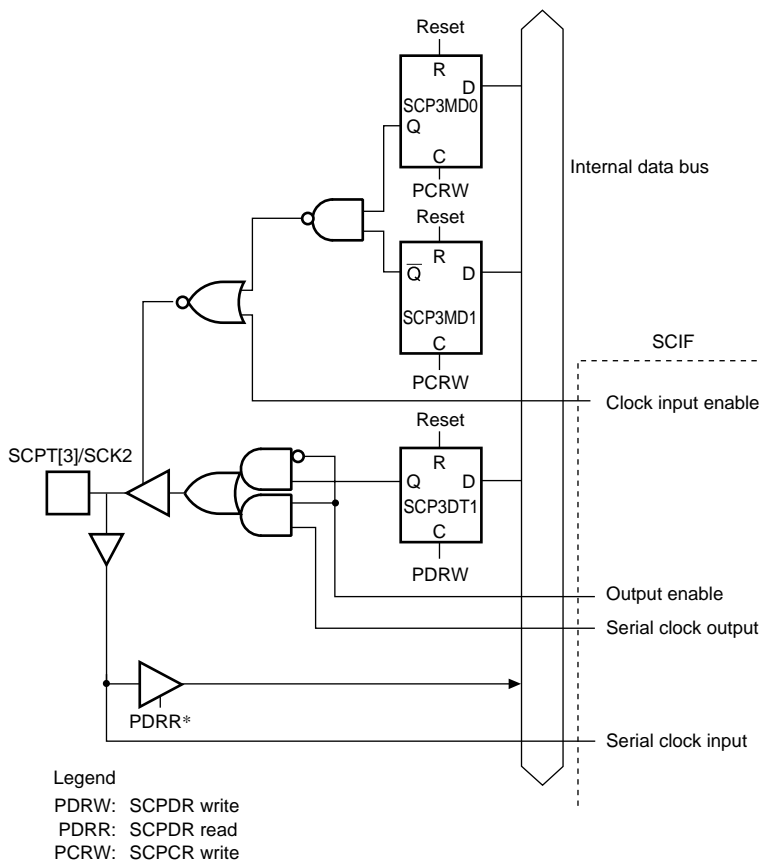 Reset
R
D
SCP3MD0
Q
C
PCRW
Internal data bus
Reset
R
Q̅
D
SCP3MD1
C
PCRW
SCIF
Clock input enable
Reset
SCPT[3]/SCK2
R
Q
D
SCP3DT1
C
PDRW
Output enable
Serial clock output
PDRR*
Serial clock input
Legend
PDRW: SCPDR write
PDRR: SCPDR read
PCRW: SCPCR write